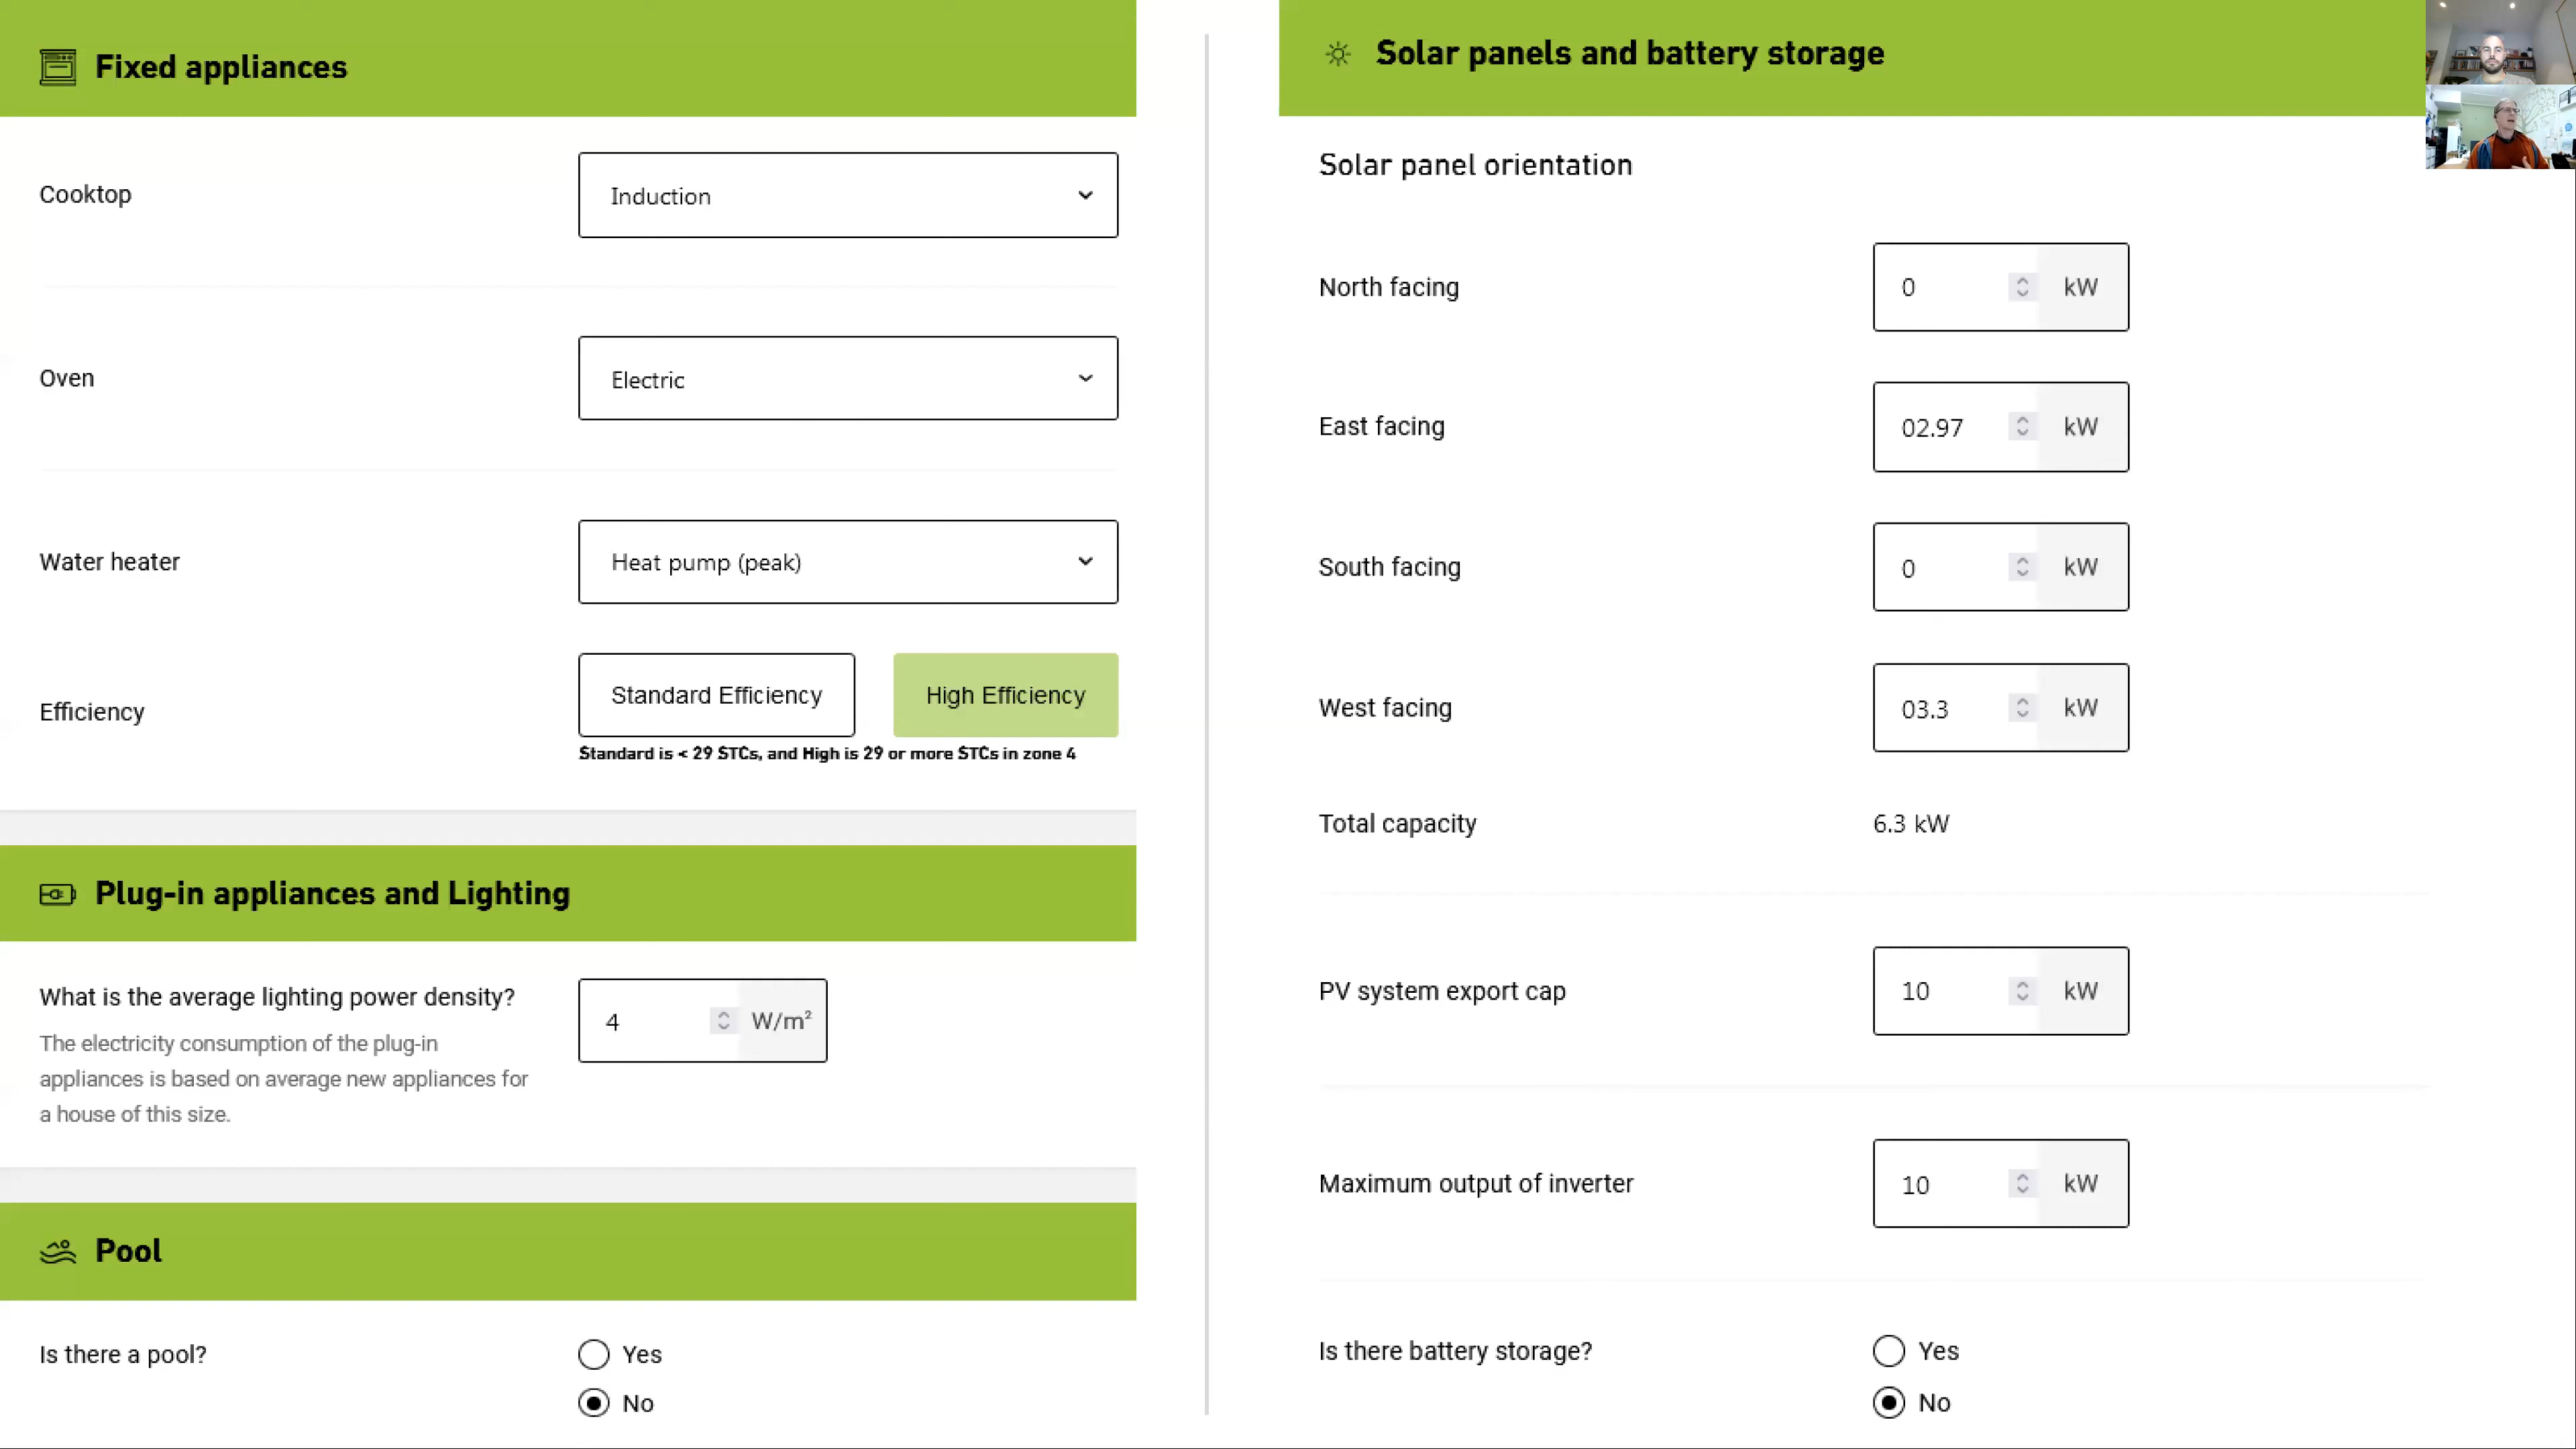 Fixed appliances
Cooktop
Induction
Oven
Electric
Water heater
Heat pump (peak)
Efficiency
Standard Efficiency
High Efficiency
Standard is < 29 STCs, and High is 29 or more STCs in zone 4
Plug-in appliances and Lighting
What is the average lighting power density?
4
W/m²
The electricity consumption of the plug-in
appliances is based on average new appliances for
a house of this size.
Pool
Is there a pool?
Yes
No
Solar panels and battery storage
Solar panel orientation
North facing
0
kW
East facing
02.97
kW
South facing
0
kW
West facing
03.3
kW
Total capacity
6.3 kW
PV system export cap
10
kW
Maximum output of inverter
10
kW
Is there battery storage?
Yes
No